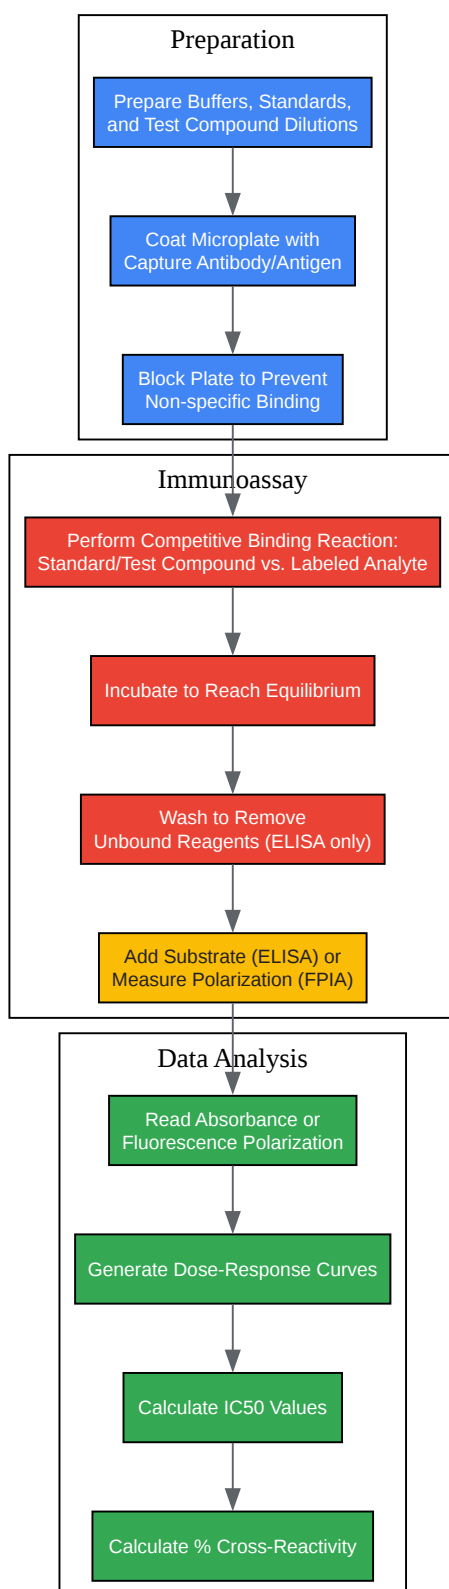 Preparation
Prepare Buffers, Standards,
and Test Compound Dilutions
Coat Microplate with
Capture Antibody/Antigen
Block Plate to Prevent
Non-specific Binding
Immunoassay
Perform Competitive Binding Reaction:
Standard/Test Compound vs. Labeled Analyte
Incubate to Reach Equilibrium
Wash to Remove
Unbound Reagents (ELISA only)
Add Substrate (ELISA) or
Measure Polarization (FPIA)
Data Analysis
Read Absorbance or
Fluorescence Polarization
Generate Dose-Response Curves
Calculate IC50 Values
Calculate % Cross-Reactivity